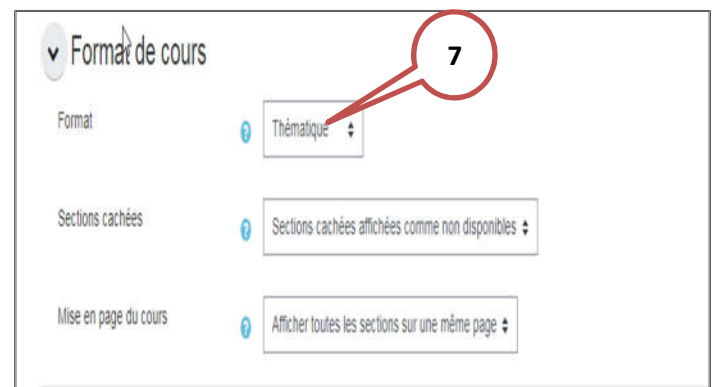 Format de cours
7
Format
Thématique
Sections cachées
Sections cachées affichées comme non disponibles
Mise en page du cours
Afficher toutes les sections sur une même page